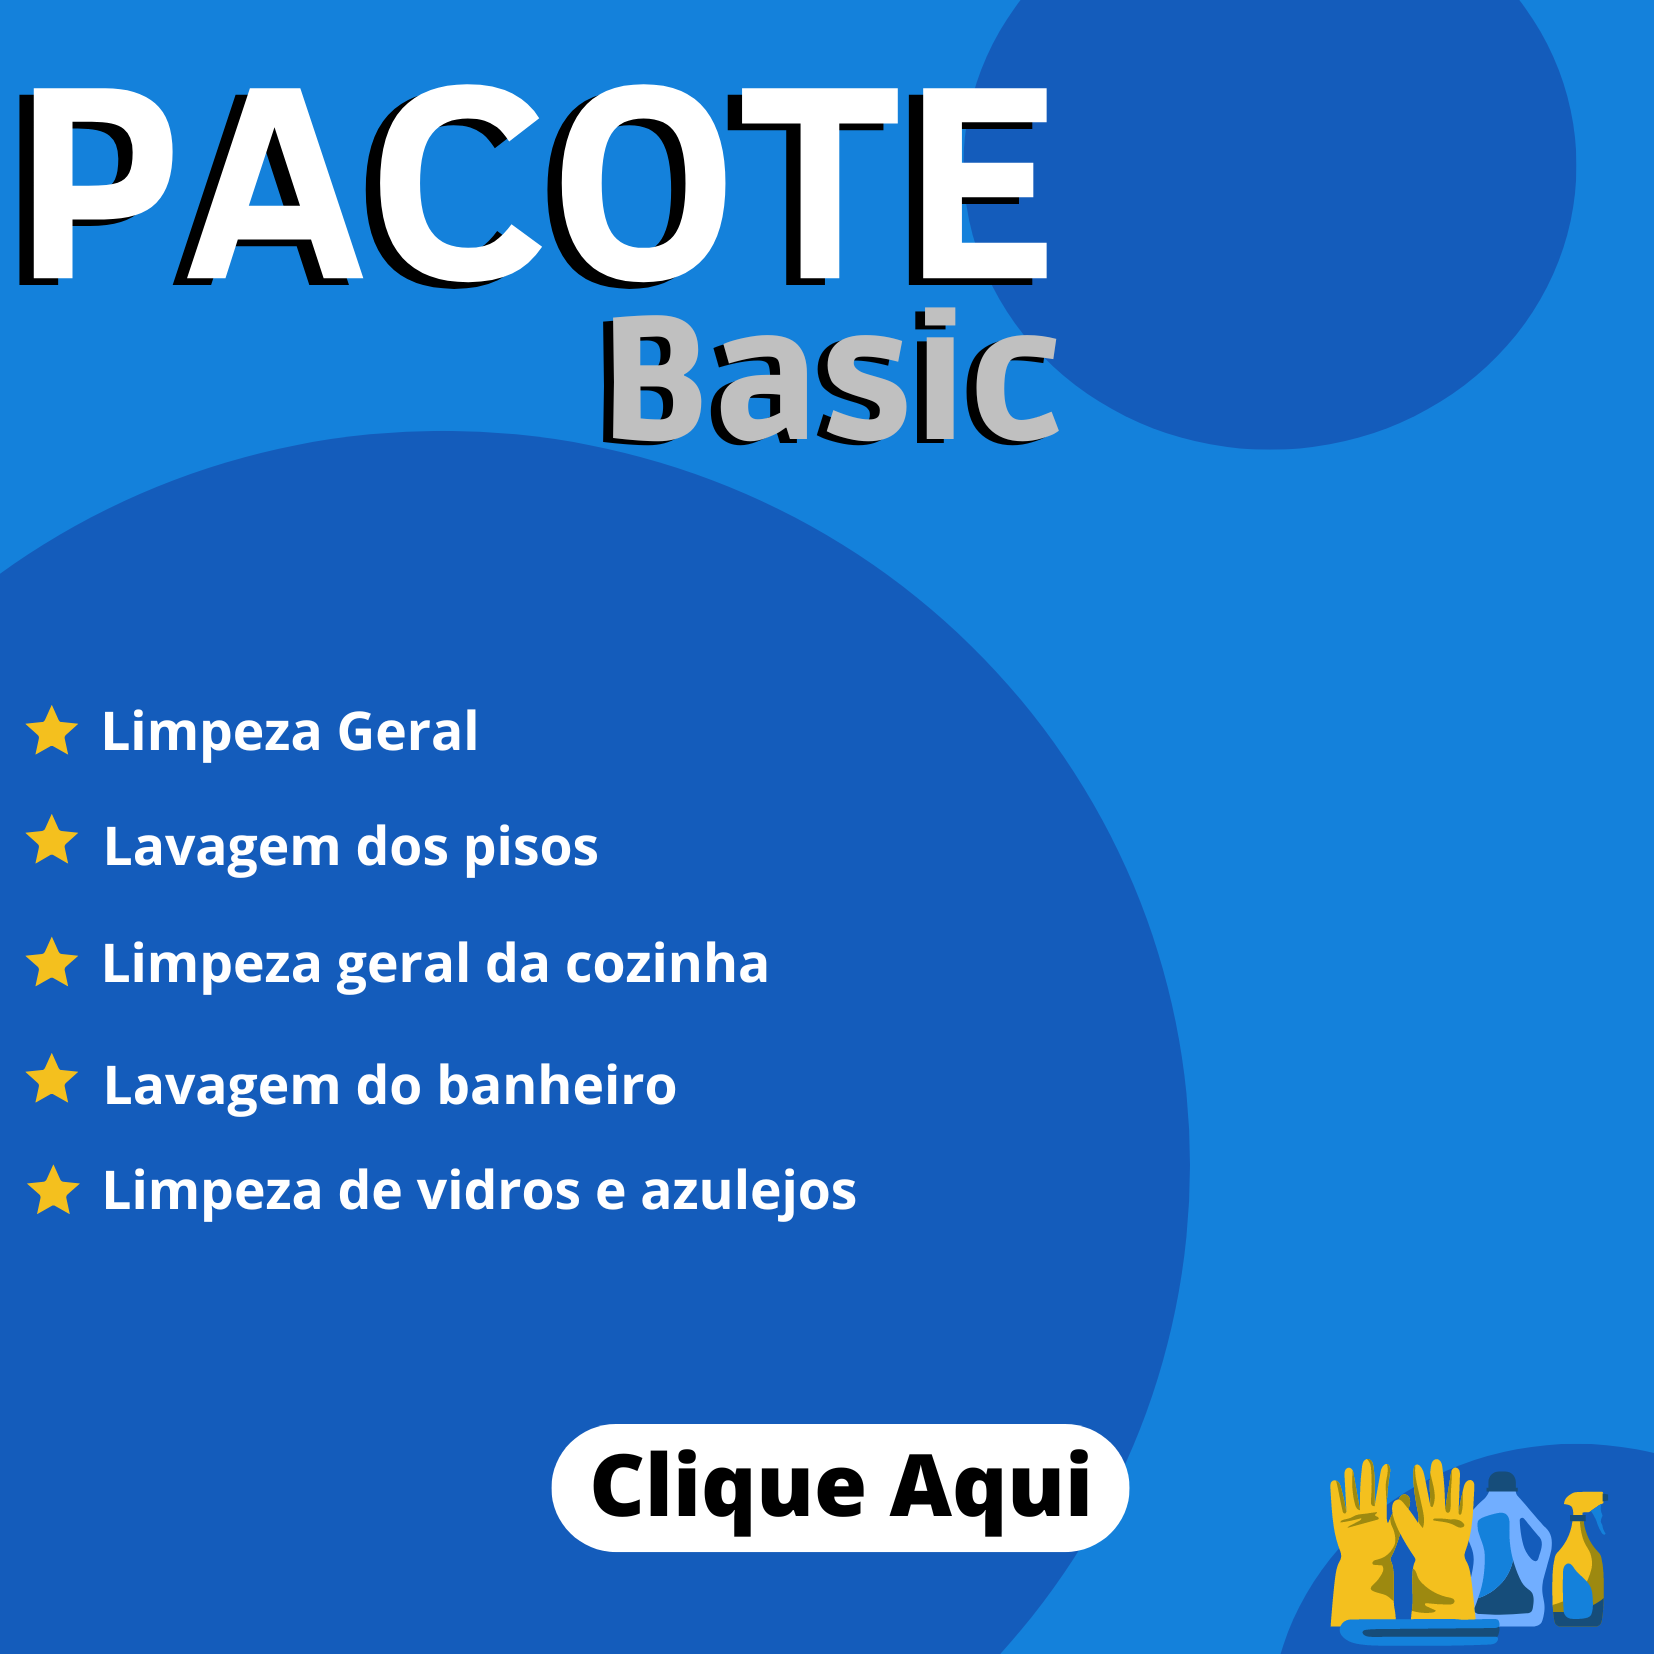 PACOTE
Basic
Limpeza Geral
Lavagem dos pisos
Limpeza geral da cozinha
Lavagem do banheiro
Limpeza de vidros e azulejos
Clique Aqui